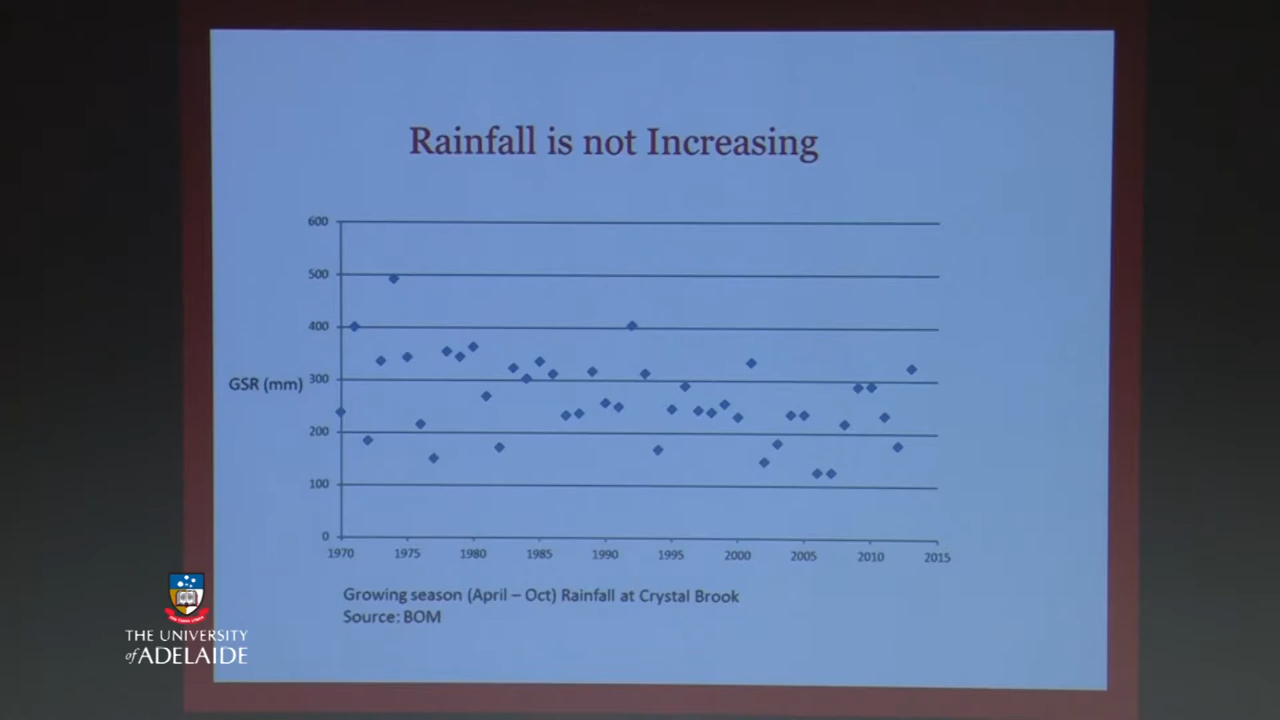 Rainfall is not Increasing
600
500
400
GSR (mm) 300
200
100
0
1970 1975 1980 1985 1990 1995 2000 2005 2010 2015
Growing season (April – Oct) Rainfall at Crystal Brook
Source: BOM
THE UNIVERSITY
of ADELAIDE